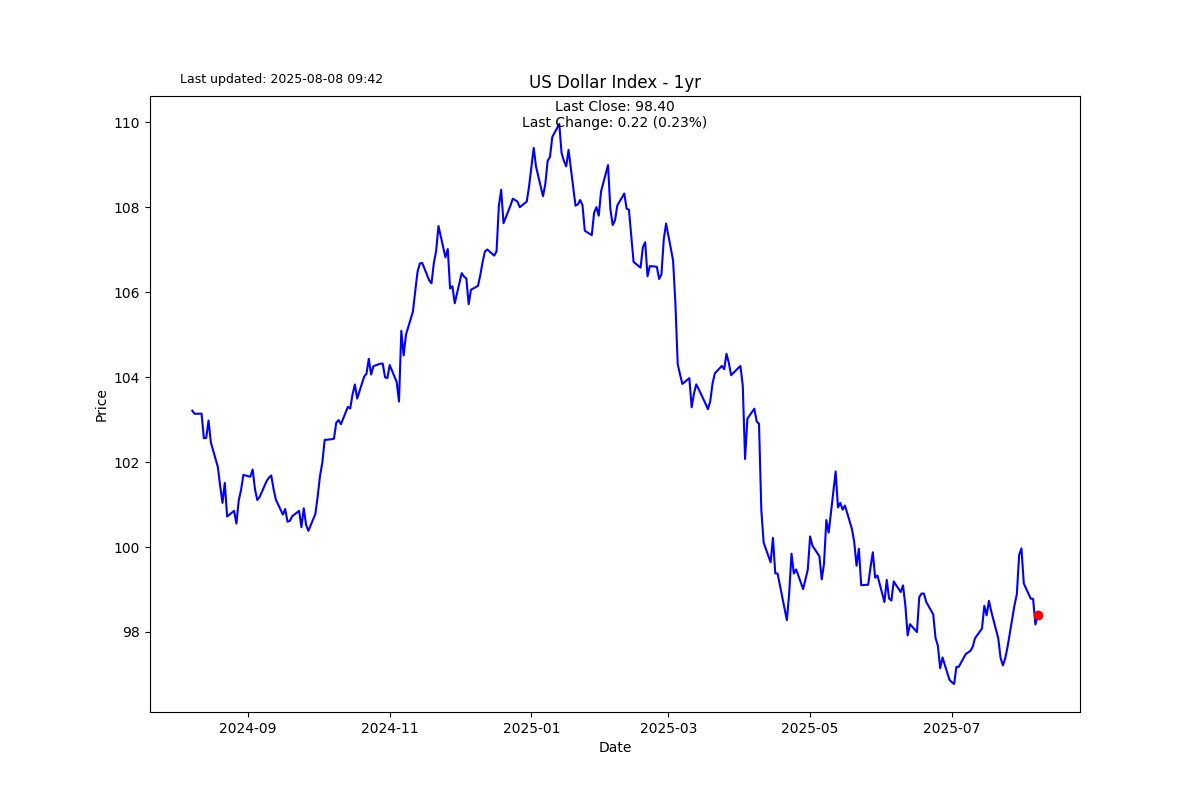 Last updated: 2025-08-08 09:42
US Dollar Index - 1yr
Last Close: 98.40
Last Change: 0.22 (0.23%)
110
108
106
104
102
100
98
Price
2024-09
2024-11
2025-01
2025-03
2025-05
2025-07
Date